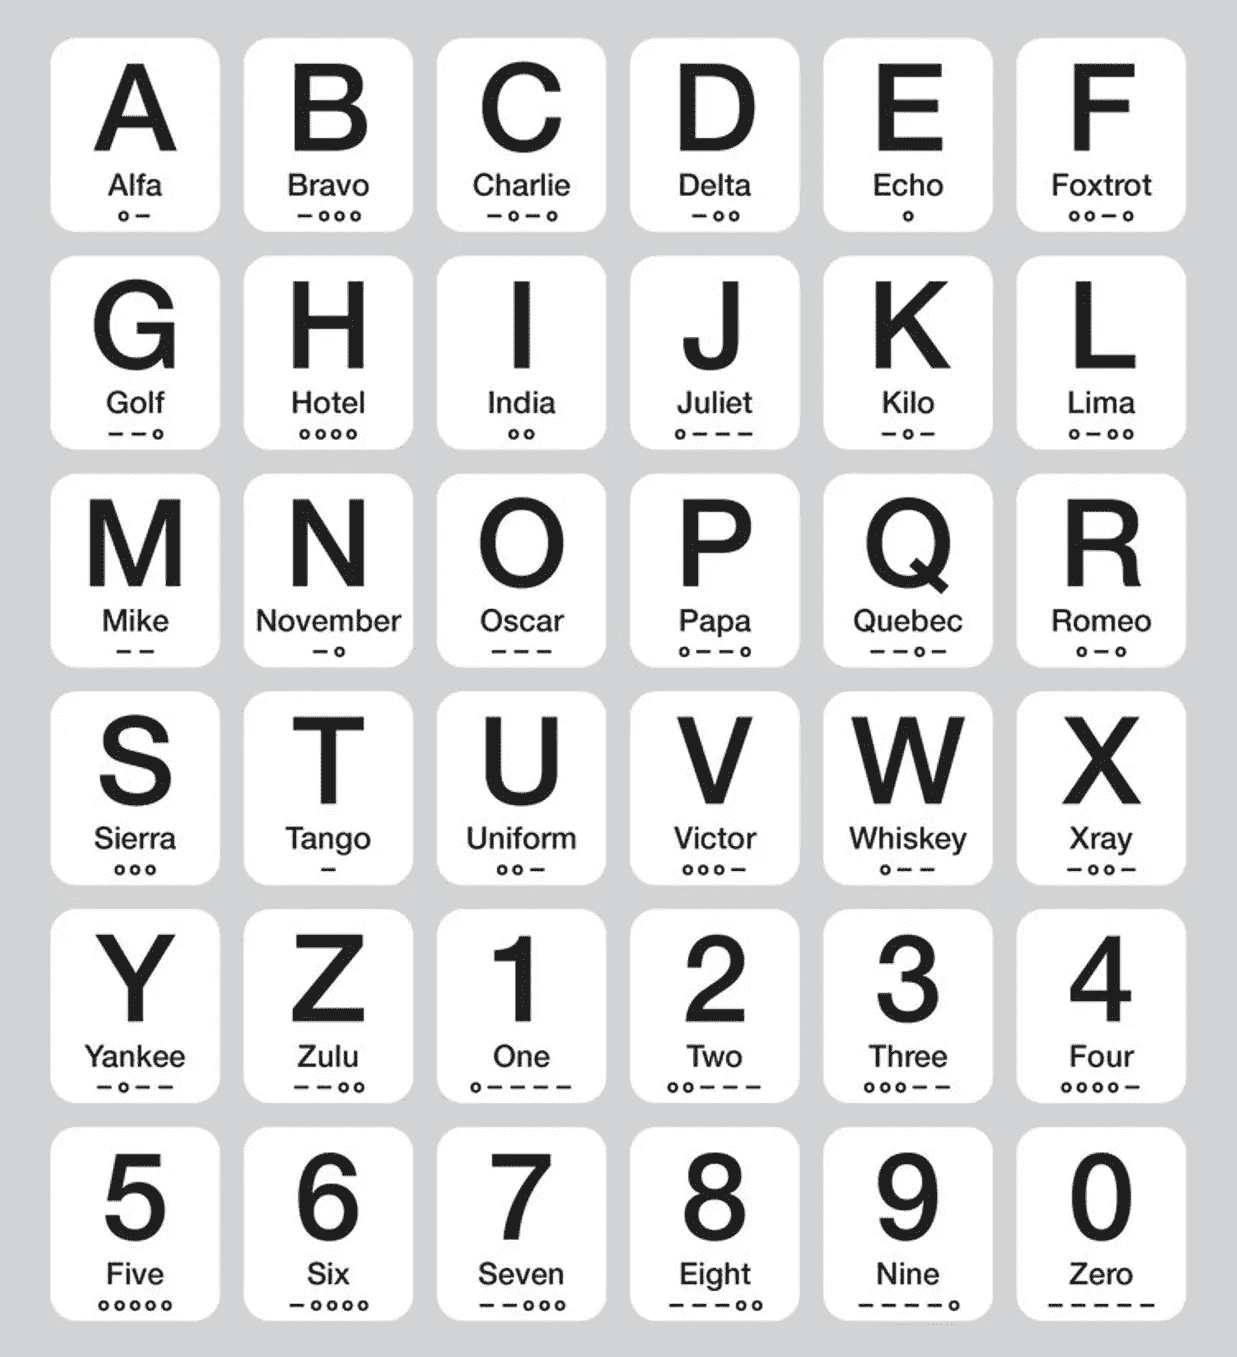 A B C D E F
Alfa Bravo Charlie Delta Echo Foxtrot
o– –ooo –o–o –oo o oo–o
G H I J K L
Golf Hotel India Juliet Kilo Lima
––o oooo oo o––– –o– o–oo
M N O P Q R
Mike November Oscar Papa Quebec Romeo
–– –o ––– o––o ––o– o–o
S T U V W X
Sierra Tango Uniform Victor Whiskey Xray
ooo – oo– ooo– o–– –oo–
Y Z 1 2 3 4
Yankee Zulu One Two Three Four
–o–– ––oo o–––– oo––– ooo–– oooo–
5 6 7 8 9 0
Five Six Seven Eight Nine Zero
ooooo –oooo ––ooo –––oo ––––o –––––